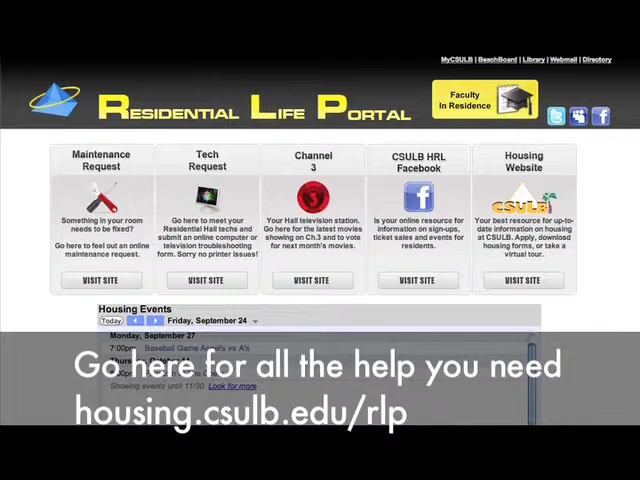 MyCSULB | BeachBoard | Library | Webmail | Directory
Residential Life Portal
Faculty
In Residence
Maintenance
Request
Something in your room
needs to be fixed?
Go here to feel out an online
maintenance request.
VISIT SITE
Tech
Request
Go here to meet your
Residential Hall techs and
submit an online computer or
television troubleshooting
form. Sorry no printer issues!
VISIT SITE
Channel
3
Your Hall television station.
Go here for the latest movies
showing on Ch.3 and to vote
for next month's movies.
VISIT SITE
CSULB HRL
Facebook
Is your online resource for
information on sign-ups,
ticket sales and events for
residents.
VISIT SITE
Housing
Website
CSULB
Your best resource for up-to-
date information on housing
at CSULB. Apply, download
housing forms, or take a
virtual tour.
VISIT SITE
Housing Events
Today
Friday, September 24
Monday, September 27
7:00pm Baseball Game Angel's vs A's
Showing events until 11/30. Look for more
Go here for all the help you need
housing.csulb.edu/rlp